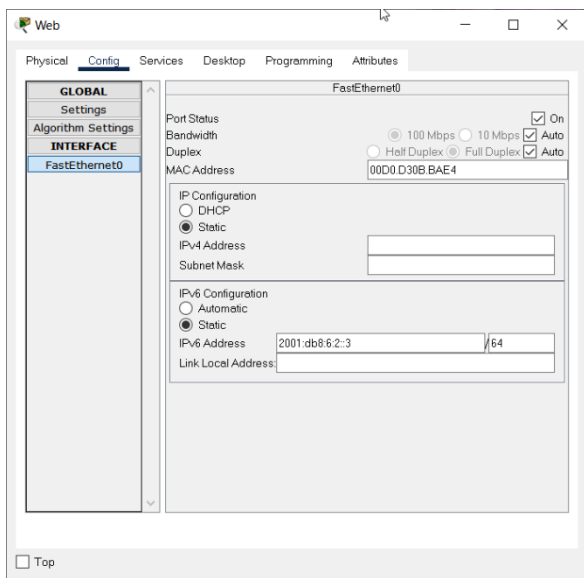 Web
Physical Config Services Desktop Programming Attributes
GLOBAL
Settings
Algorithm Settings
INTERFACE
FastEthernet0
FastEthernet0
Port Status On
Bandwidth 100 Mbps 10 Mbps Auto
Duplex Half Duplex Full Duplex Auto
MAC Address 00D0.D30B.BAE4
IP Configuration
DHCP
Static
IPv4 Address
Subnet Mask
IPv6 Configuration
Automatic
Static
IPv6 Address 2001:db8:6:2::3 / 64
Link Local Address:
Top